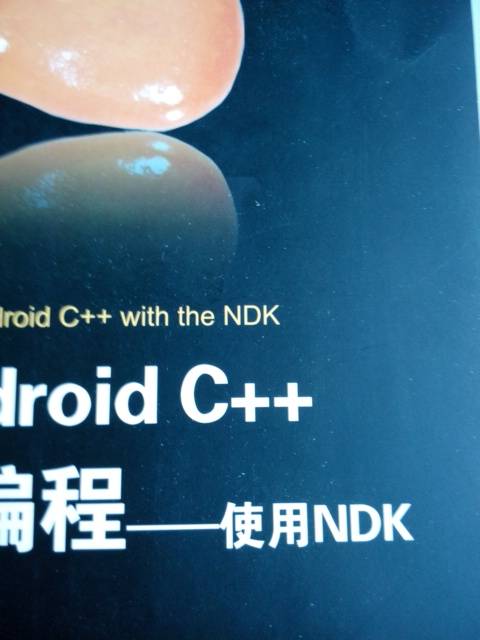 droid C++ with the NDK
droid C++
编程——使用NDK